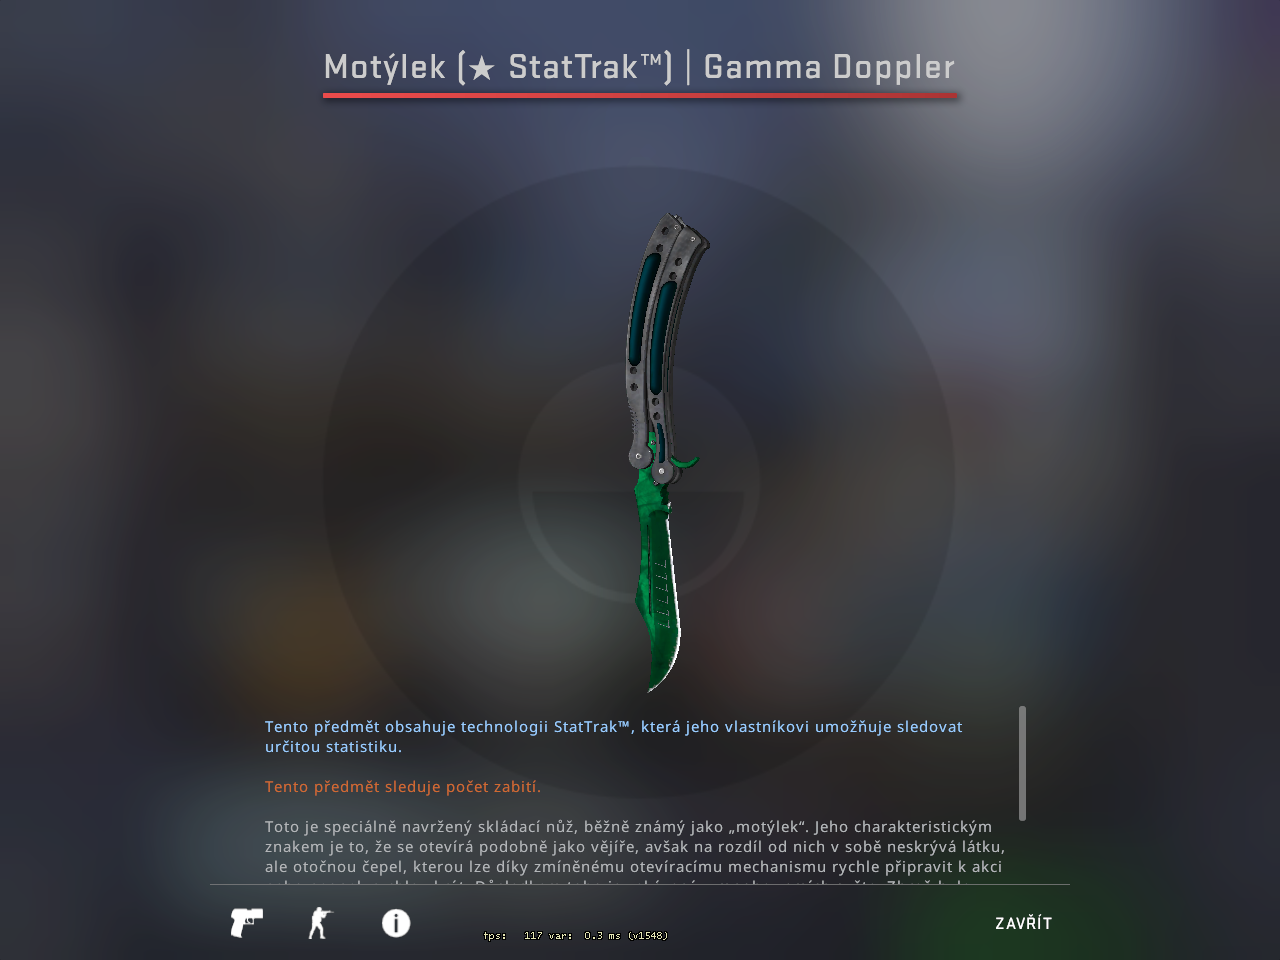 Motýlek (★ StatTrak™) | Gamma Doppler
Tento předmět obsahuje technologii StatTrak™, která jeho vlastníkovi umožňuje sledovat
určitou statistiku.
Tento předmět sleduje počet zabití.
Toto je speciálně navržený skládací nůž, běžně známý jako „motýlek“. Jeho charakteristickým
znakem je to, že se otevírá podobně jako vějíře, avšak na rozdíl od nich v sobě neskrývá látku,
ale otočnou čepel, kterou lze díky zmíněnému otevíracímu mechanismu rychle připravit k akci
ZAVŘÍT
fps: 117 var: 0.3 ms (v1548)